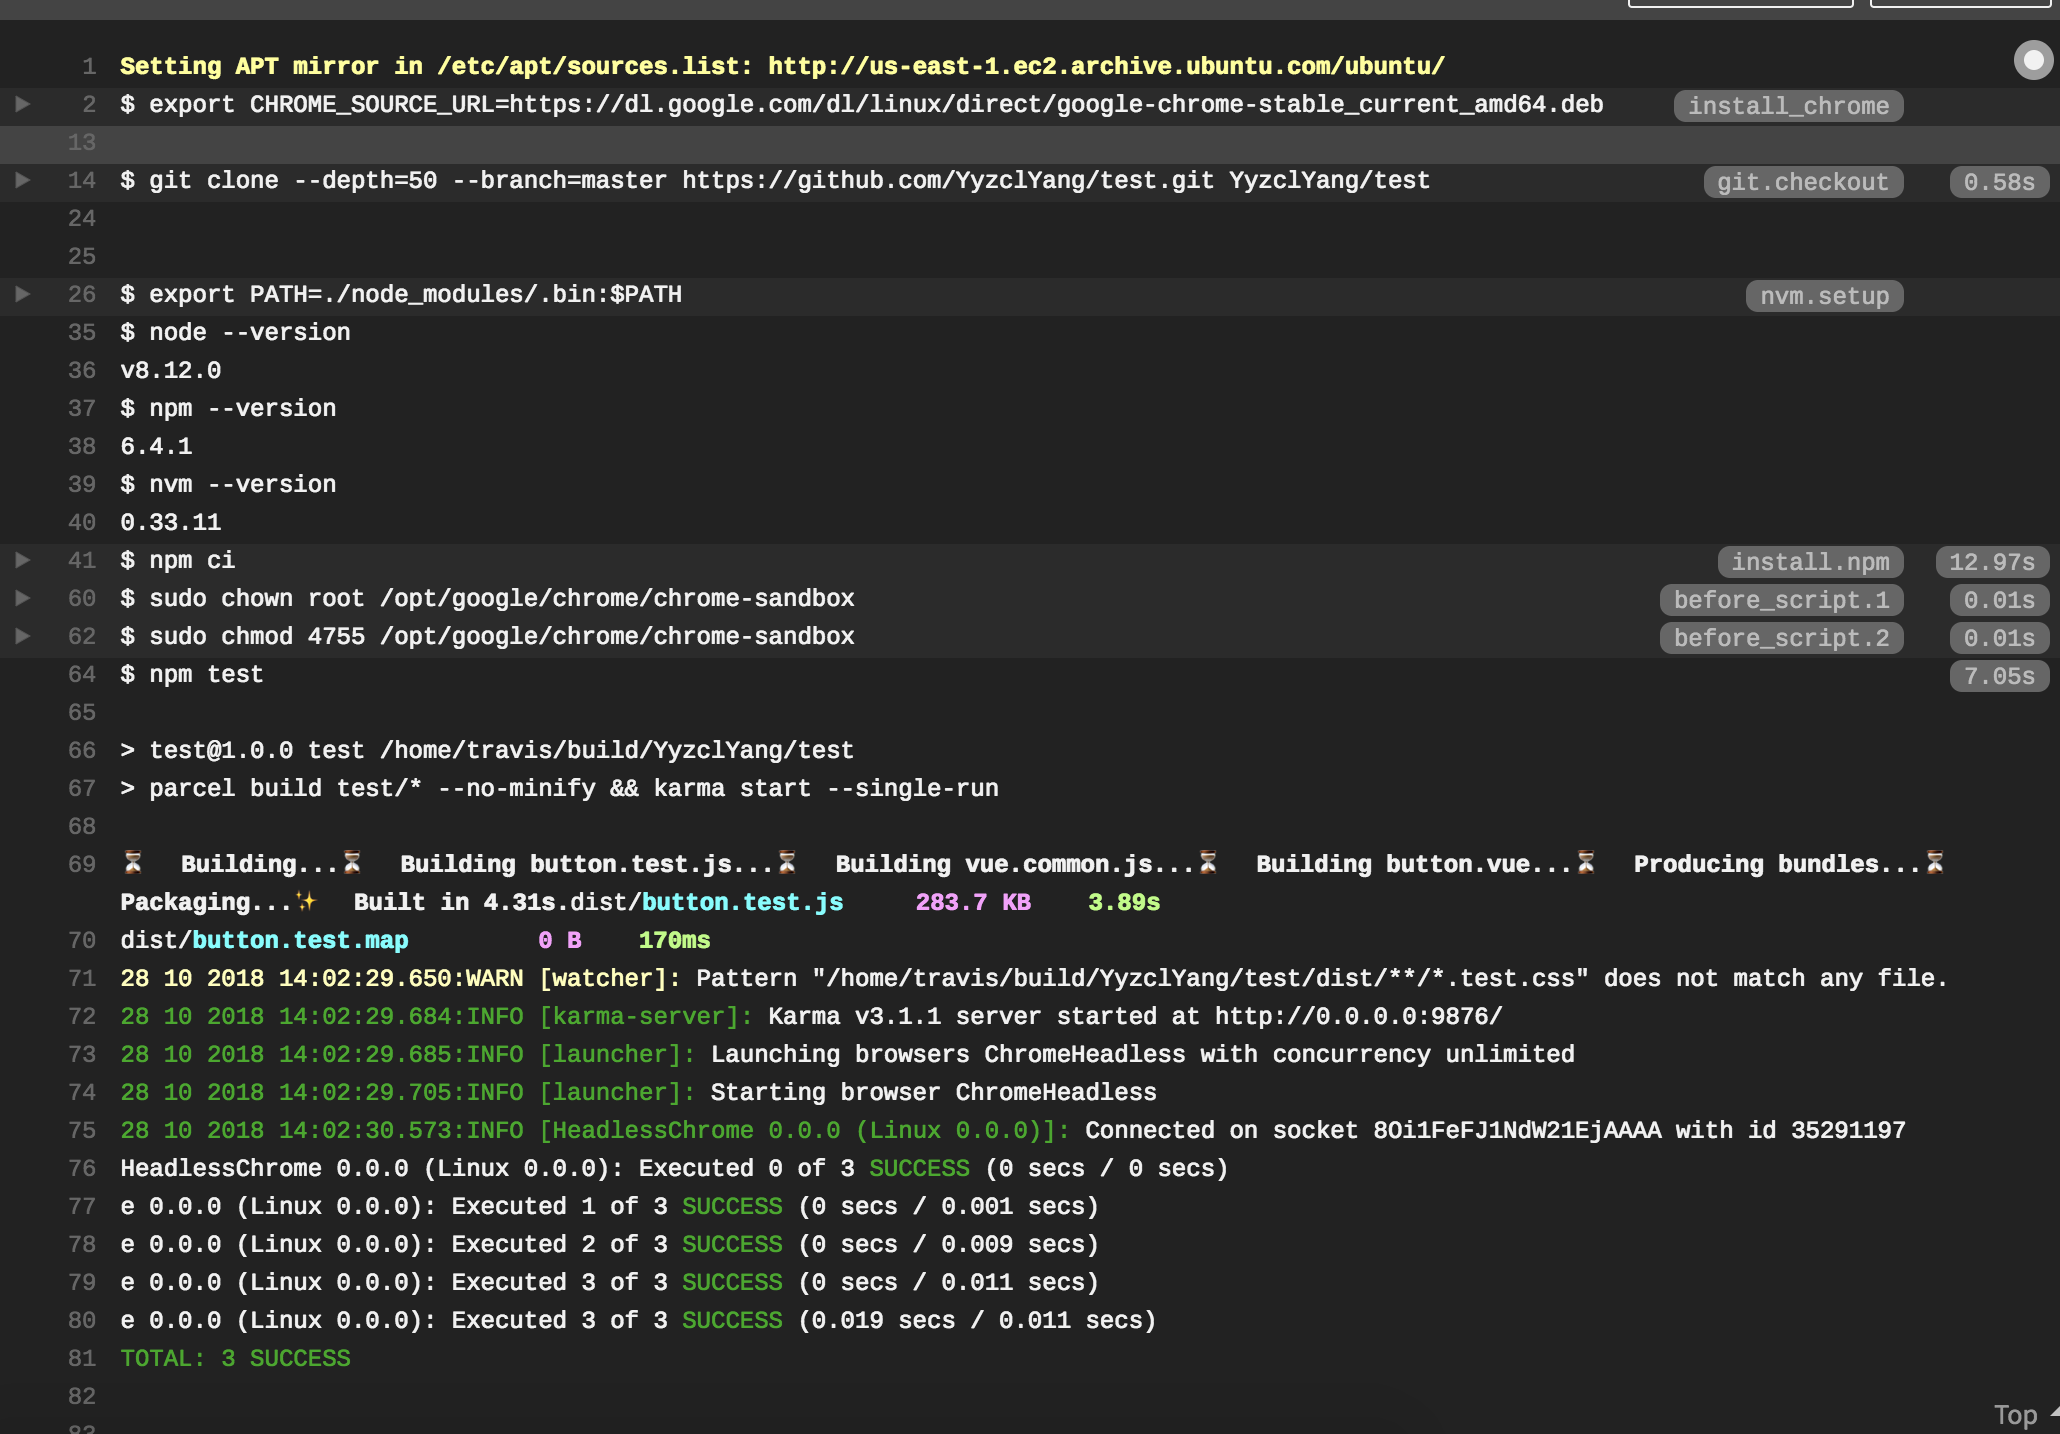 1 Setting APT mirror in /etc/apt/sources.list: http://us-east-1.ec2.archive.ubuntu.com/ubuntu/
2 $ export CHROME_SOURCE_URL=https://dl.google.com/dl/linux/direct/google-chrome-stable_current_amd64.deb install_chrome
13
14 $ git clone --depth=50 --branch=master https://github.com/YyzclYang/test.git YyzclYang/test git.checkout 0.58s
24
25
26 $ export PATH=./node_modules/.bin:$PATH nvm.setup
35 $ node --version
36 v8.12.0
37 $ npm --version
38 6.4.1
39 $ nvm --version
40 0.33.11
41 $ npm ci install.npm 12.97s
60 $ sudo chown root /opt/google/chrome/chrome-sandbox before_script.1 0.01s
62 $ sudo chmod 4755 /opt/google/chrome/chrome-sandbox before_script.2 0.01s
64 $ npm test 7.05s
65
66 > test@1.0.0 test /home/travis/build/YyzclYang/test
67 > parcel build test/* --no-minify && karma start --single-run
68
69 ⏳ Building...⏳ Building button.test.js...⏳ Building vue.common.js...⏳ Building button.vue...⏳ Producing bundles...⏳
Packaging...✨ Built in 4.31s.dist/button.test.js 283.7 KB 3.89s
70 dist/button.test.map 0 B 170ms
71 28 10 2018 14:02:29.650:WARN [watcher]: Pattern "/home/travis/build/YyzclYang/test/dist/**/*.test.css" does not match any file.
72 28 10 2018 14:02:29.684:INFO [karma-server]: Karma v3.1.1 server started at http://0.0.0.0:9876/
73 28 10 2018 14:02:29.685:INFO [launcher]: Launching browsers ChromeHeadless with concurrency unlimited
74 28 10 2018 14:02:29.705:INFO [launcher]: Starting browser ChromeHeadless
75 28 10 2018 14:02:30.573:INFO [HeadlessChrome 0.0.0 (Linux 0.0.0)]: Connected on socket 8Oi1FeFJ1NdW21EjAAAA with id 35291197
76 HeadlessChrome 0.0.0 (Linux 0.0.0): Executed 0 of 3 SUCCESS (0 secs / 0 secs)
77 e 0.0.0 (Linux 0.0.0): Executed 1 of 3 SUCCESS (0 secs / 0.001 secs)
78 e 0.0.0 (Linux 0.0.0): Executed 2 of 3 SUCCESS (0 secs / 0.009 secs)
79 e 0.0.0 (Linux 0.0.0): Executed 3 of 3 SUCCESS (0 secs / 0.011 secs)
80 e 0.0.0 (Linux 0.0.0): Executed 3 of 3 SUCCESS (0.019 secs / 0.011 secs)
81 TOTAL: 3 SUCCESS
82
Top